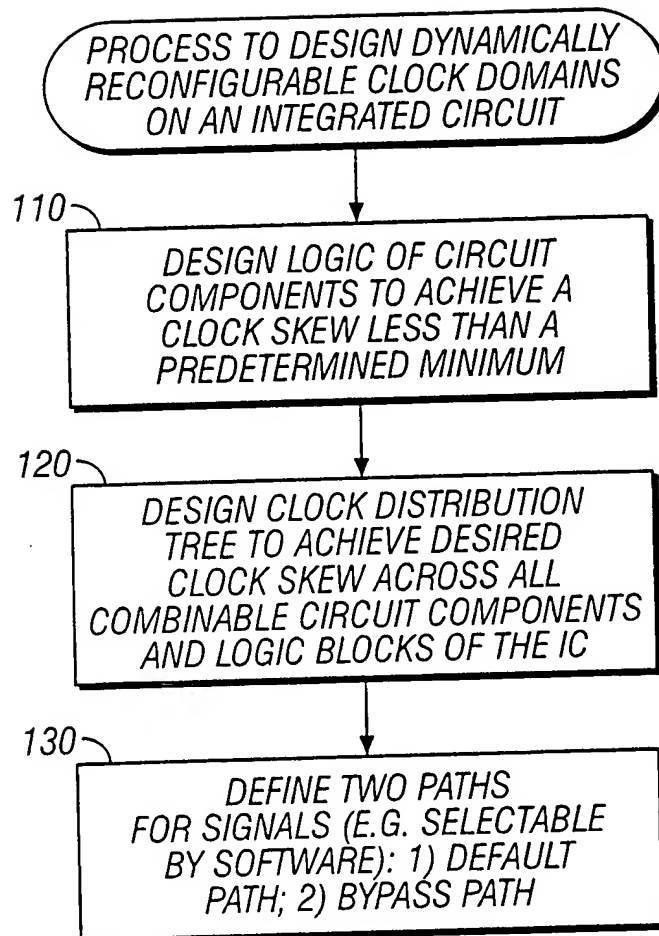 PROCESS TO DESIGN DYNAMICALLY
RECONFIGURABLE CLOCK DOMAINS
ON AN INTEGRATED CIRCUIT
110
DESIGN LOGIC OF CIRCUIT
COMPONENTS TO ACHIEVE A
CLOCK SKEW LESS THAN A
PREDETERMINED MINIMUM
120
DESIGN CLOCK DISTRIBUTION
TREE TO ACHIEVE DESIRED
CLOCK SKEW ACROSS ALL
COMBINABLE CIRCUIT COMPONENTS
AND LOGIC BLOCKS OF THE IC
130
DEFINE TWO PATHS
FOR SIGNALS (E.G. SELECTABLE
BY SOFTWARE): 1) DEFAULT
PATH; 2) BYPASS PATH